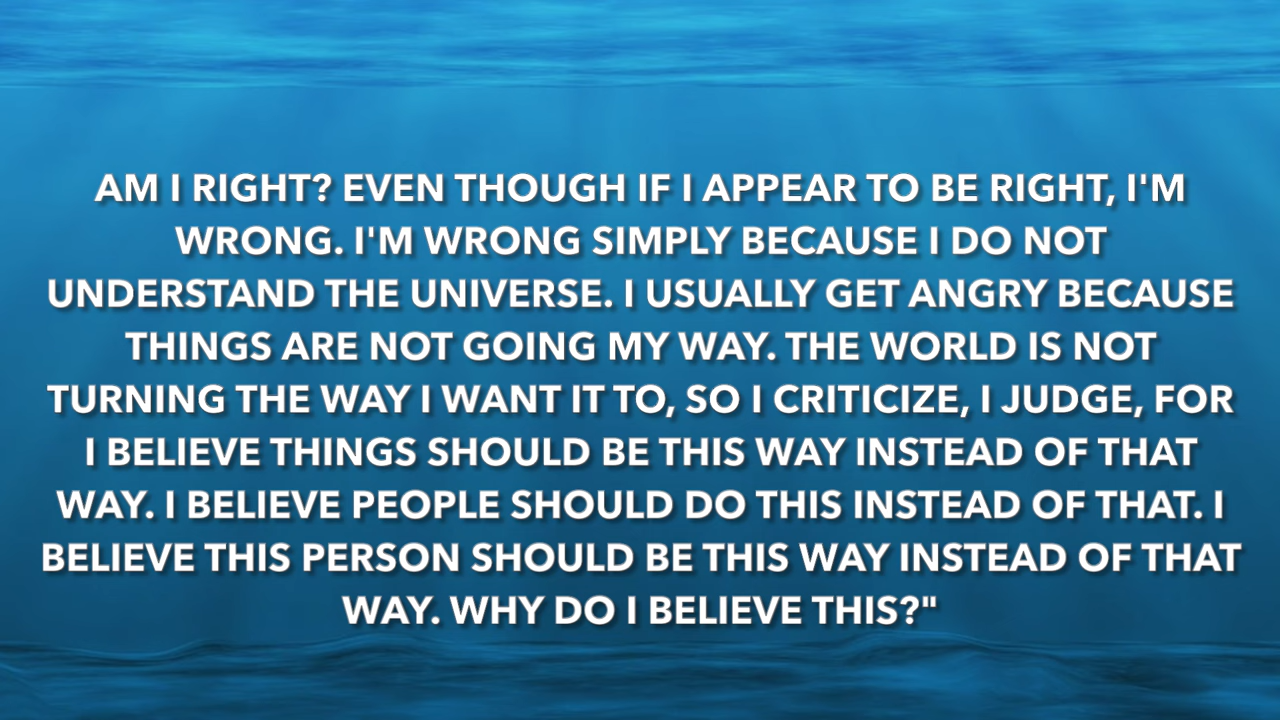 AM I RIGHT? EVEN THOUGH IF I APPEAR TO BE RIGHT, I'M
WRONG. I'M WRONG SIMPLY BECAUSE I DO NOT
UNDERSTAND THE UNIVERSE. I USUALLY GET ANGRY BECAUSE
THINGS ARE NOT GOING MY WAY. THE WORLD IS NOT
TURNING THE WAY I WANT IT TO, SO I CRITICIZE, I JUDGE, FOR
I BELIEVE THINGS SHOULD BE THIS WAY INSTEAD OF THAT
WAY. I BELIEVE PEOPLE SHOULD DO THIS INSTEAD OF THAT. I
BELIEVE THIS PERSON SHOULD BE THIS WAY INSTEAD OF THAT
WAY. WHY DO I BELIEVE THIS?"